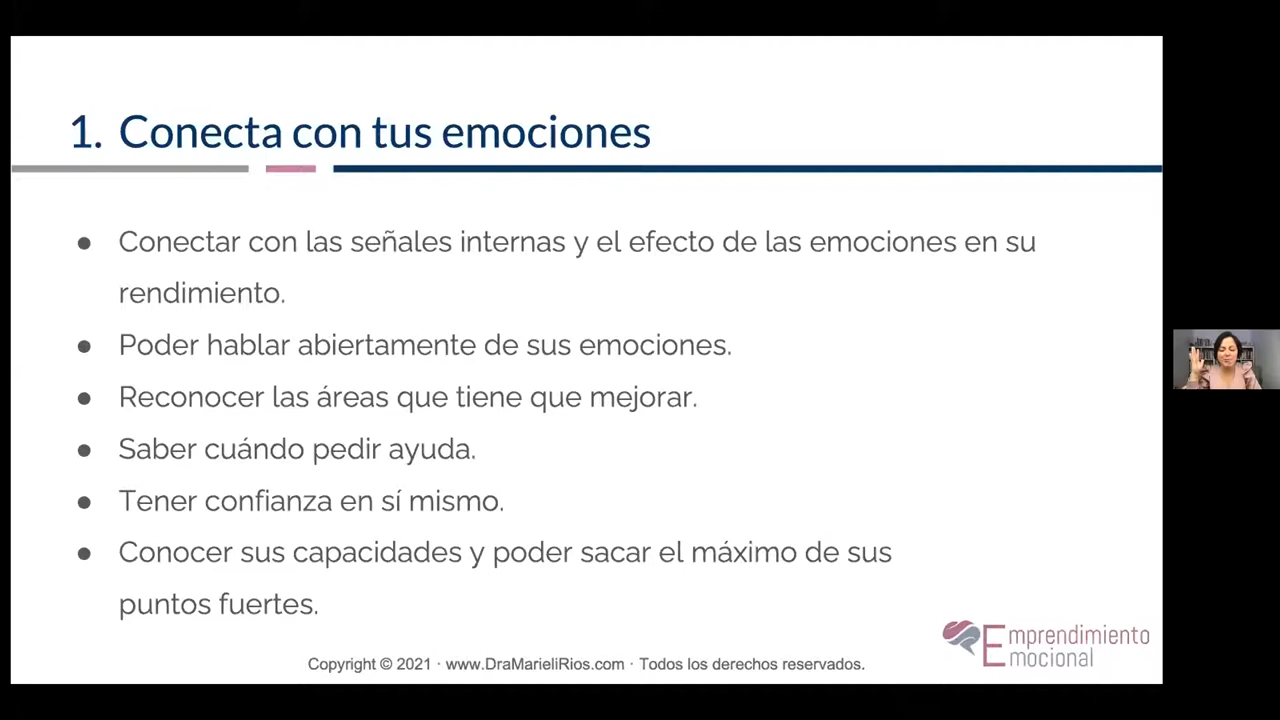 1. Conecta con tus emociones
● Conectar con las señales internas y el efecto de las emociones en su
rendimiento.
● Poder hablar abiertamente de sus emociones.
● Reconocer las áreas que tiene que mejorar.
● Saber cuándo pedir ayuda.
● Tener confianza en sí mismo.
● Conocer sus capacidades y poder sacar el máximo de sus
puntos fuertes.
Emprendimiento
Emocional
Copyright © 2021 · www.DraMarieliRios.com · Todos los derechos reservados.